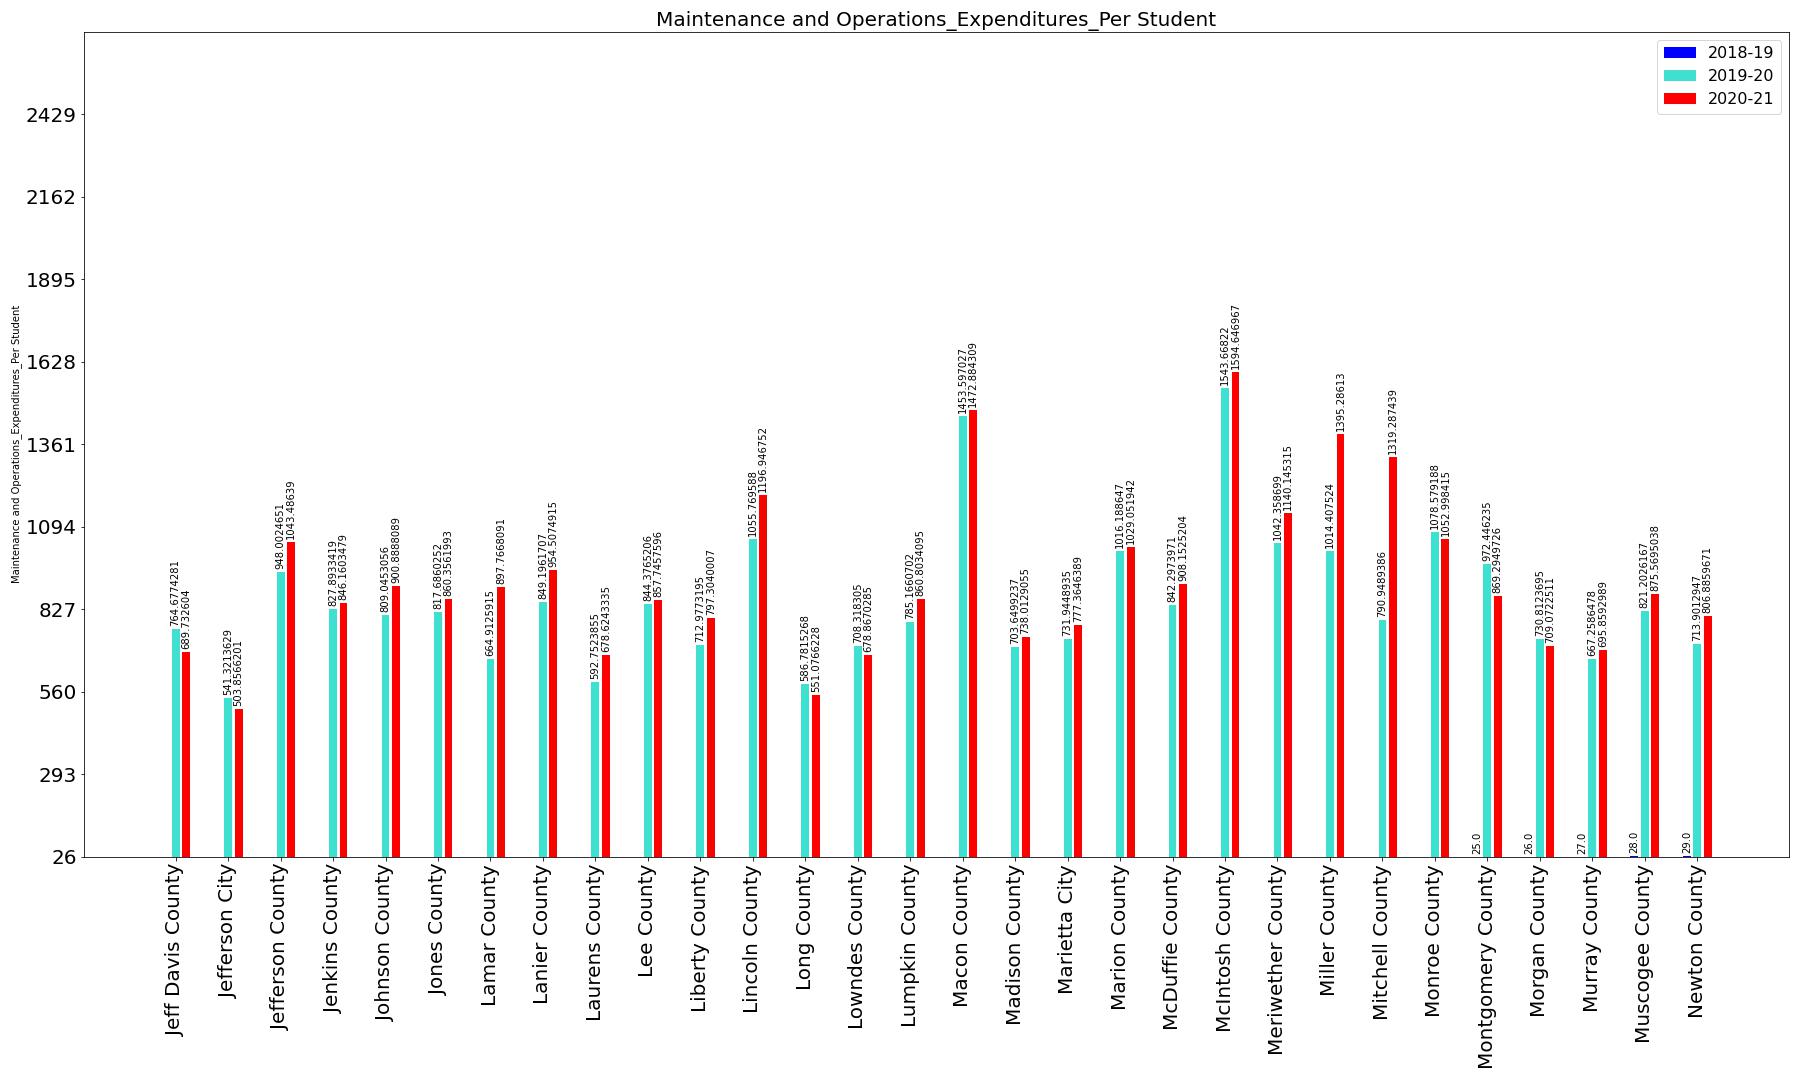 Maintenance and Operations_Expenditures_Per Student
2018-19
2019-20
2020-21
Maintenance and Operations_Expenditures_Per Student
2429
2162
1895
1628
1361
1094
827
560
293
26
764.6774281
689.732604
541.3213629
503.8566201
948.0024651
1043.48639
827.8933419
846.1603479
809.0453056
900.8888089
817.6860252
860.3561993
664.9125915
897.7668091
849.1961707
954.5074915
592.7523855
678.6243335
844.3765206
857.7457596
712.9773195
797.3040007
1055.769588
1196.946752
586.7815268
551.0766228
708.318305
678.8670285
785.1660702
860.8034095
1453.597027
1472.884309
703.6499237
738.0129055
731.9448935
777.3646389
1016.188647
1029.051942
842.2973971
908.1525204
1543.66822
1594.646967
1042.358699
1140.145315
1014.407524
1395.28613
790.9489386
1319.287439
1078.579188
1052.998415
25.0
972.446235
869.2949726
26.0
730.8123695
709.0722511
27.0
667.2586478
695.8592989
28.0
821.2026167
875.5695038
29.0
713.9012947
806.8859671
Jeff Davis County
Jefferson City
Jefferson County
Jenkins County
Johnson County
Jones County
Lamar County
Lanier County
Laurens County
Lee County
Liberty County
Lincoln County
Long County
Lowndes County
Lumpkin County
Macon County
Madison County
Marietta City
Marion County
McDuffie County
McIntosh County
Meriwether County
Miller County
Mitchell County
Monroe County
Montgomery County
Morgan County
Murray County
Muscogee County
Newton County